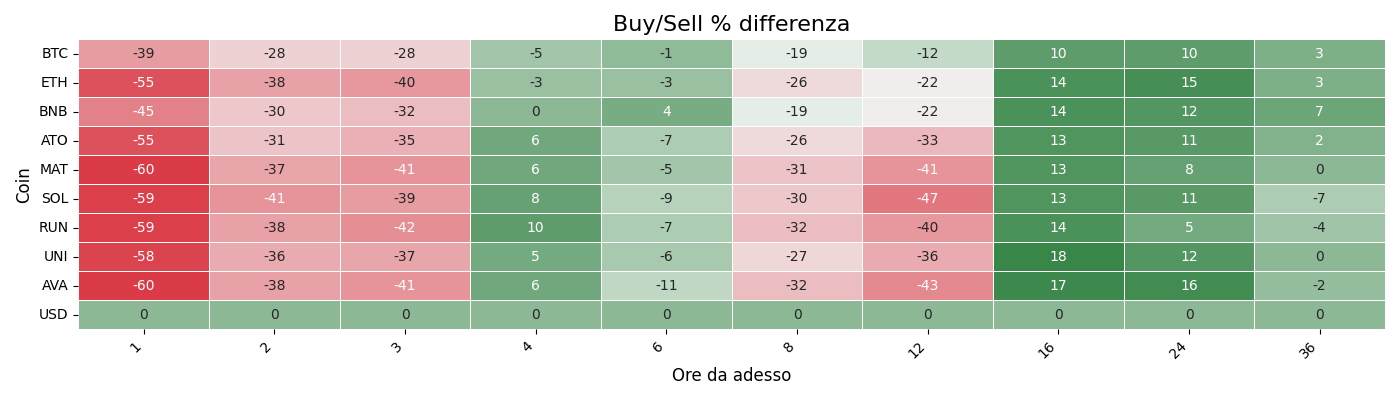 Buy/Sell % differenza
Coin
BTC -39 -28 -28 -5 -1 -19 -12 10 10 3
ETH -55 -38 -40 -3 -3 -26 -22 14 15 3
BNB -45 -30 -32 0 4 -19 -22 14 12 7
ATO -55 -31 -35 6 -7 -26 -33 13 11 2
MAT -60 -37 -41 6 -5 -31 -41 13 8 0
SOL -59 -41 -39 8 -9 -30 -47 13 11 -7
RUN -59 -38 -42 10 -7 -32 -40 14 5 -4
UNI -58 -36 -37 5 -6 -27 -36 18 12 0
AVA -60 -38 -41 6 -11 -32 -43 17 16 -2
USD 0 0 0 0 0 0 0 0 0 0
1 2 3 4 6 8 12 16 24 36
Ore da adesso